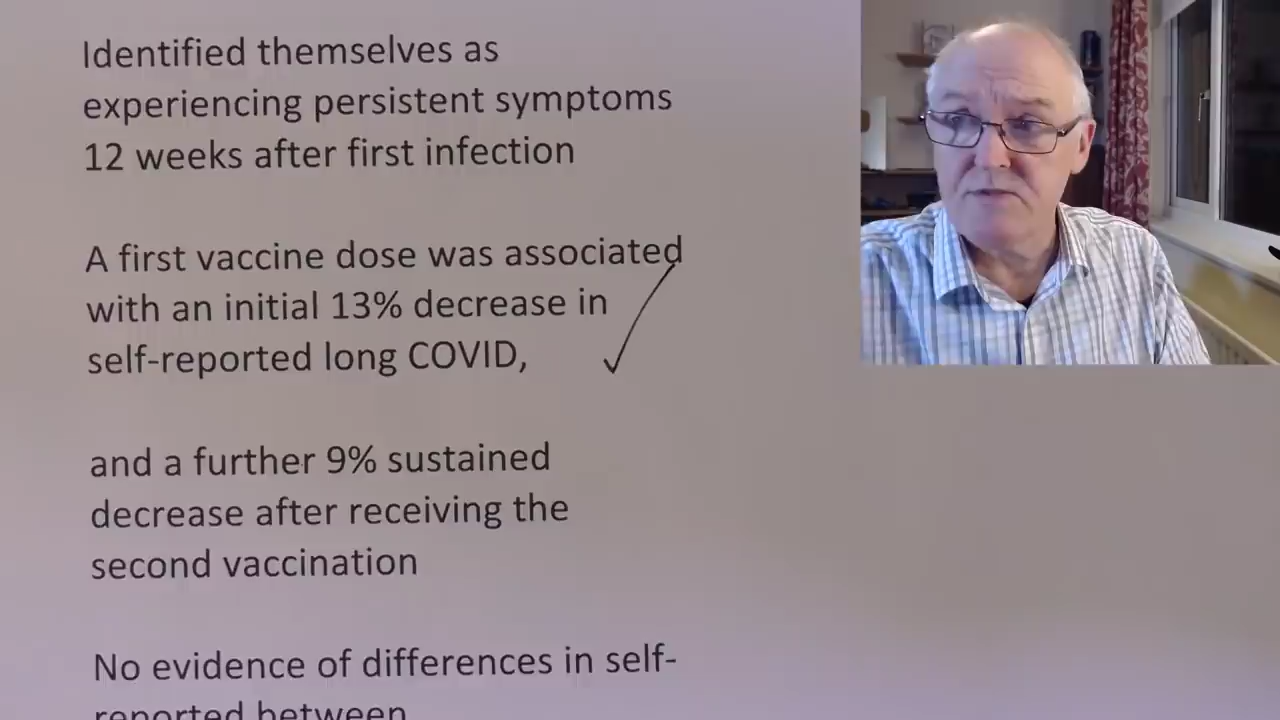 Identified themselves as
experiencing persistent symptoms
12 weeks after first infection
A first vaccine dose was associated
with an initial 13% decrease in
self-reported long COVID,
and a further 9% sustained
decrease after receiving the
second vaccination
No evidence of differences in self-
reported between